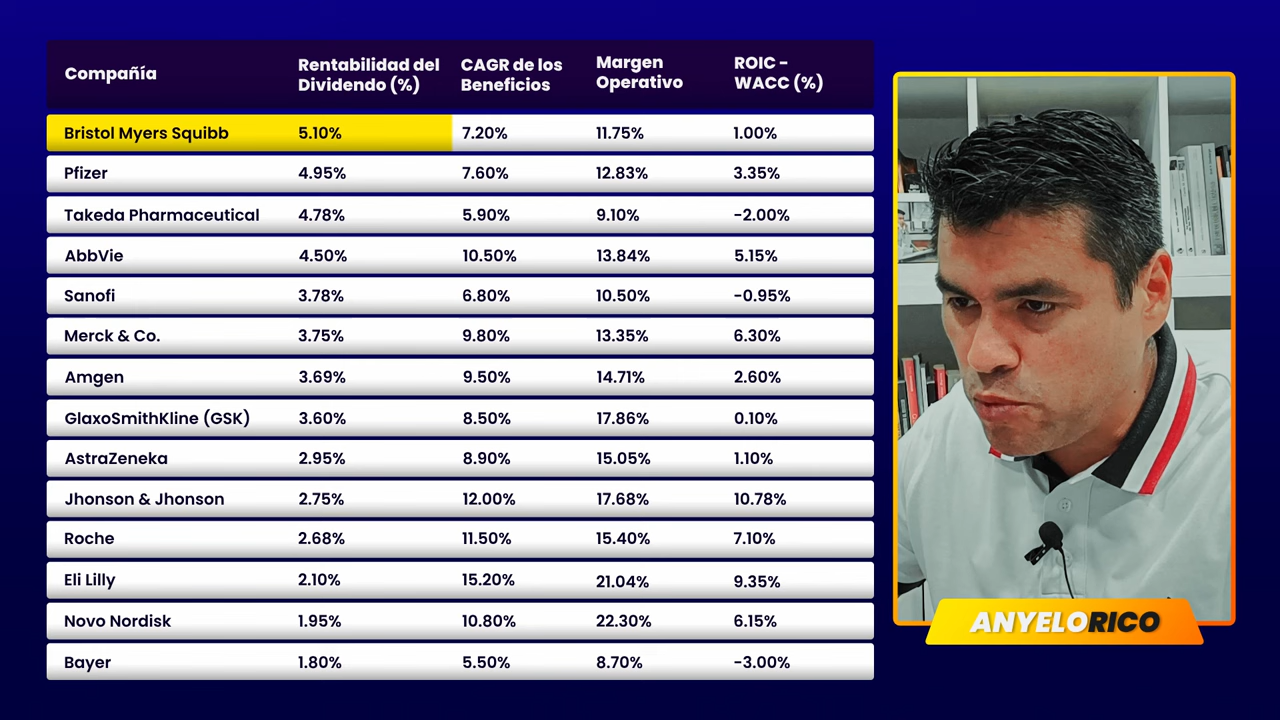 Compañía Rentabilidad del Dividendo (%) CAGR de los Beneficios Margen Operativo ROIC - WACC (%)
Bristol Myers Squibb 5.10% 7.20% 11.75% 1.00%
Pfizer 4.95% 7.60% 12.83% 3.35%
Takeda Pharmaceutical 4.78% 5.90% 9.10% -2.00%
AbbVie 4.50% 10.50% 13.84% 5.15%
Sanofi 3.78% 6.80% 10.50% -0.95%
Merck & Co. 3.75% 9.80% 13.35% 6.30%
Amgen 3.69% 9.50% 14.71% 2.60%
GlaxoSmithKline (GSK) 3.60% 8.50% 17.86% 0.10%
AstraZeneka 2.95% 8.90% 15.05% 1.10%
Jhonson & Jhonson 2.75% 12.00% 17.68% 10.78%
Roche 2.68% 11.50% 15.40% 7.10%
Eli Lilly 2.10% 15.20% 21.04% 9.35%
Novo Nordisk 1.95% 10.80% 22.30% 6.15%
Bayer 1.80% 5.50% 8.70% -3.00%
ANYELORICO